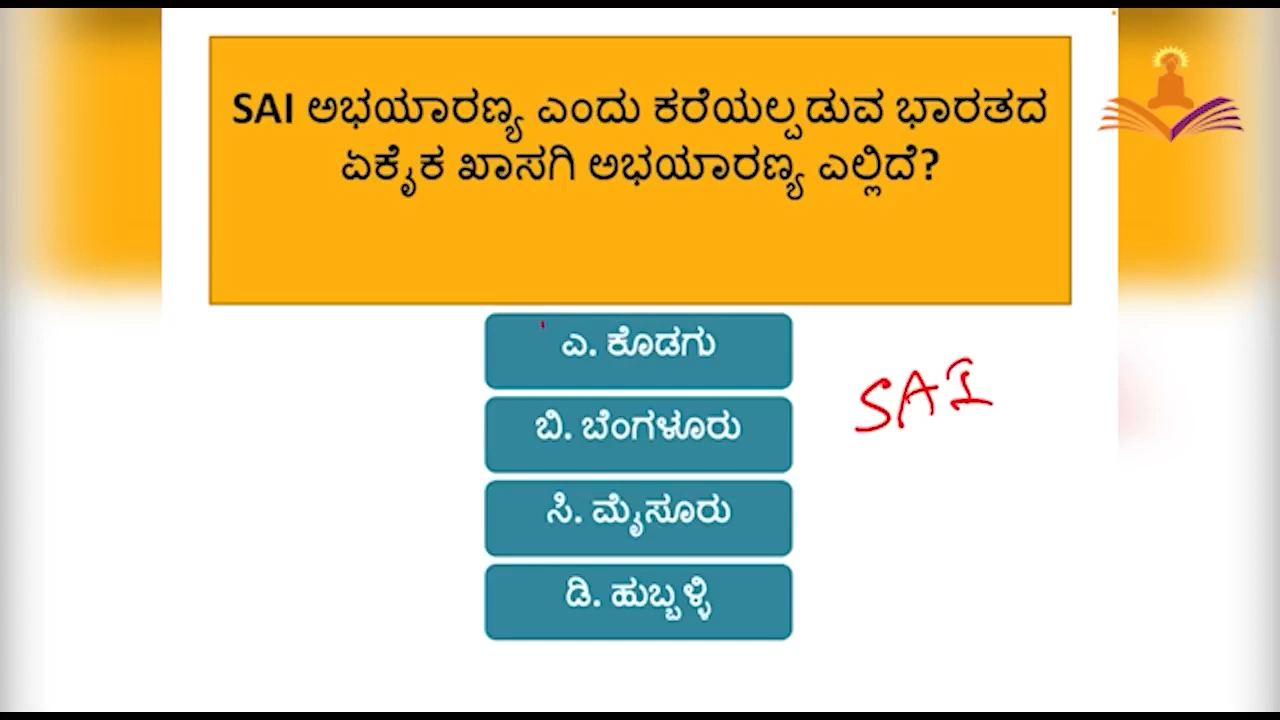 SAI ಅಭಯಾರಣ್ಯ ಎಂದು ಕರೆಯಲ್ಪಡುವ ಭಾರತದ
ಏಕೈಕ ಖಾಸಗಿ ಅಭಯಾರಣ್ಯ ಎಲ್ಲಿದೆ?
ಎ. ಕೊಡಗು
ಬಿ. ಬೆಂಗಳೂರು
SAI
ಸಿ. ಮೈಸೂರು
ಡಿ. ಹುಬ್ಬಳ್ಳಿ